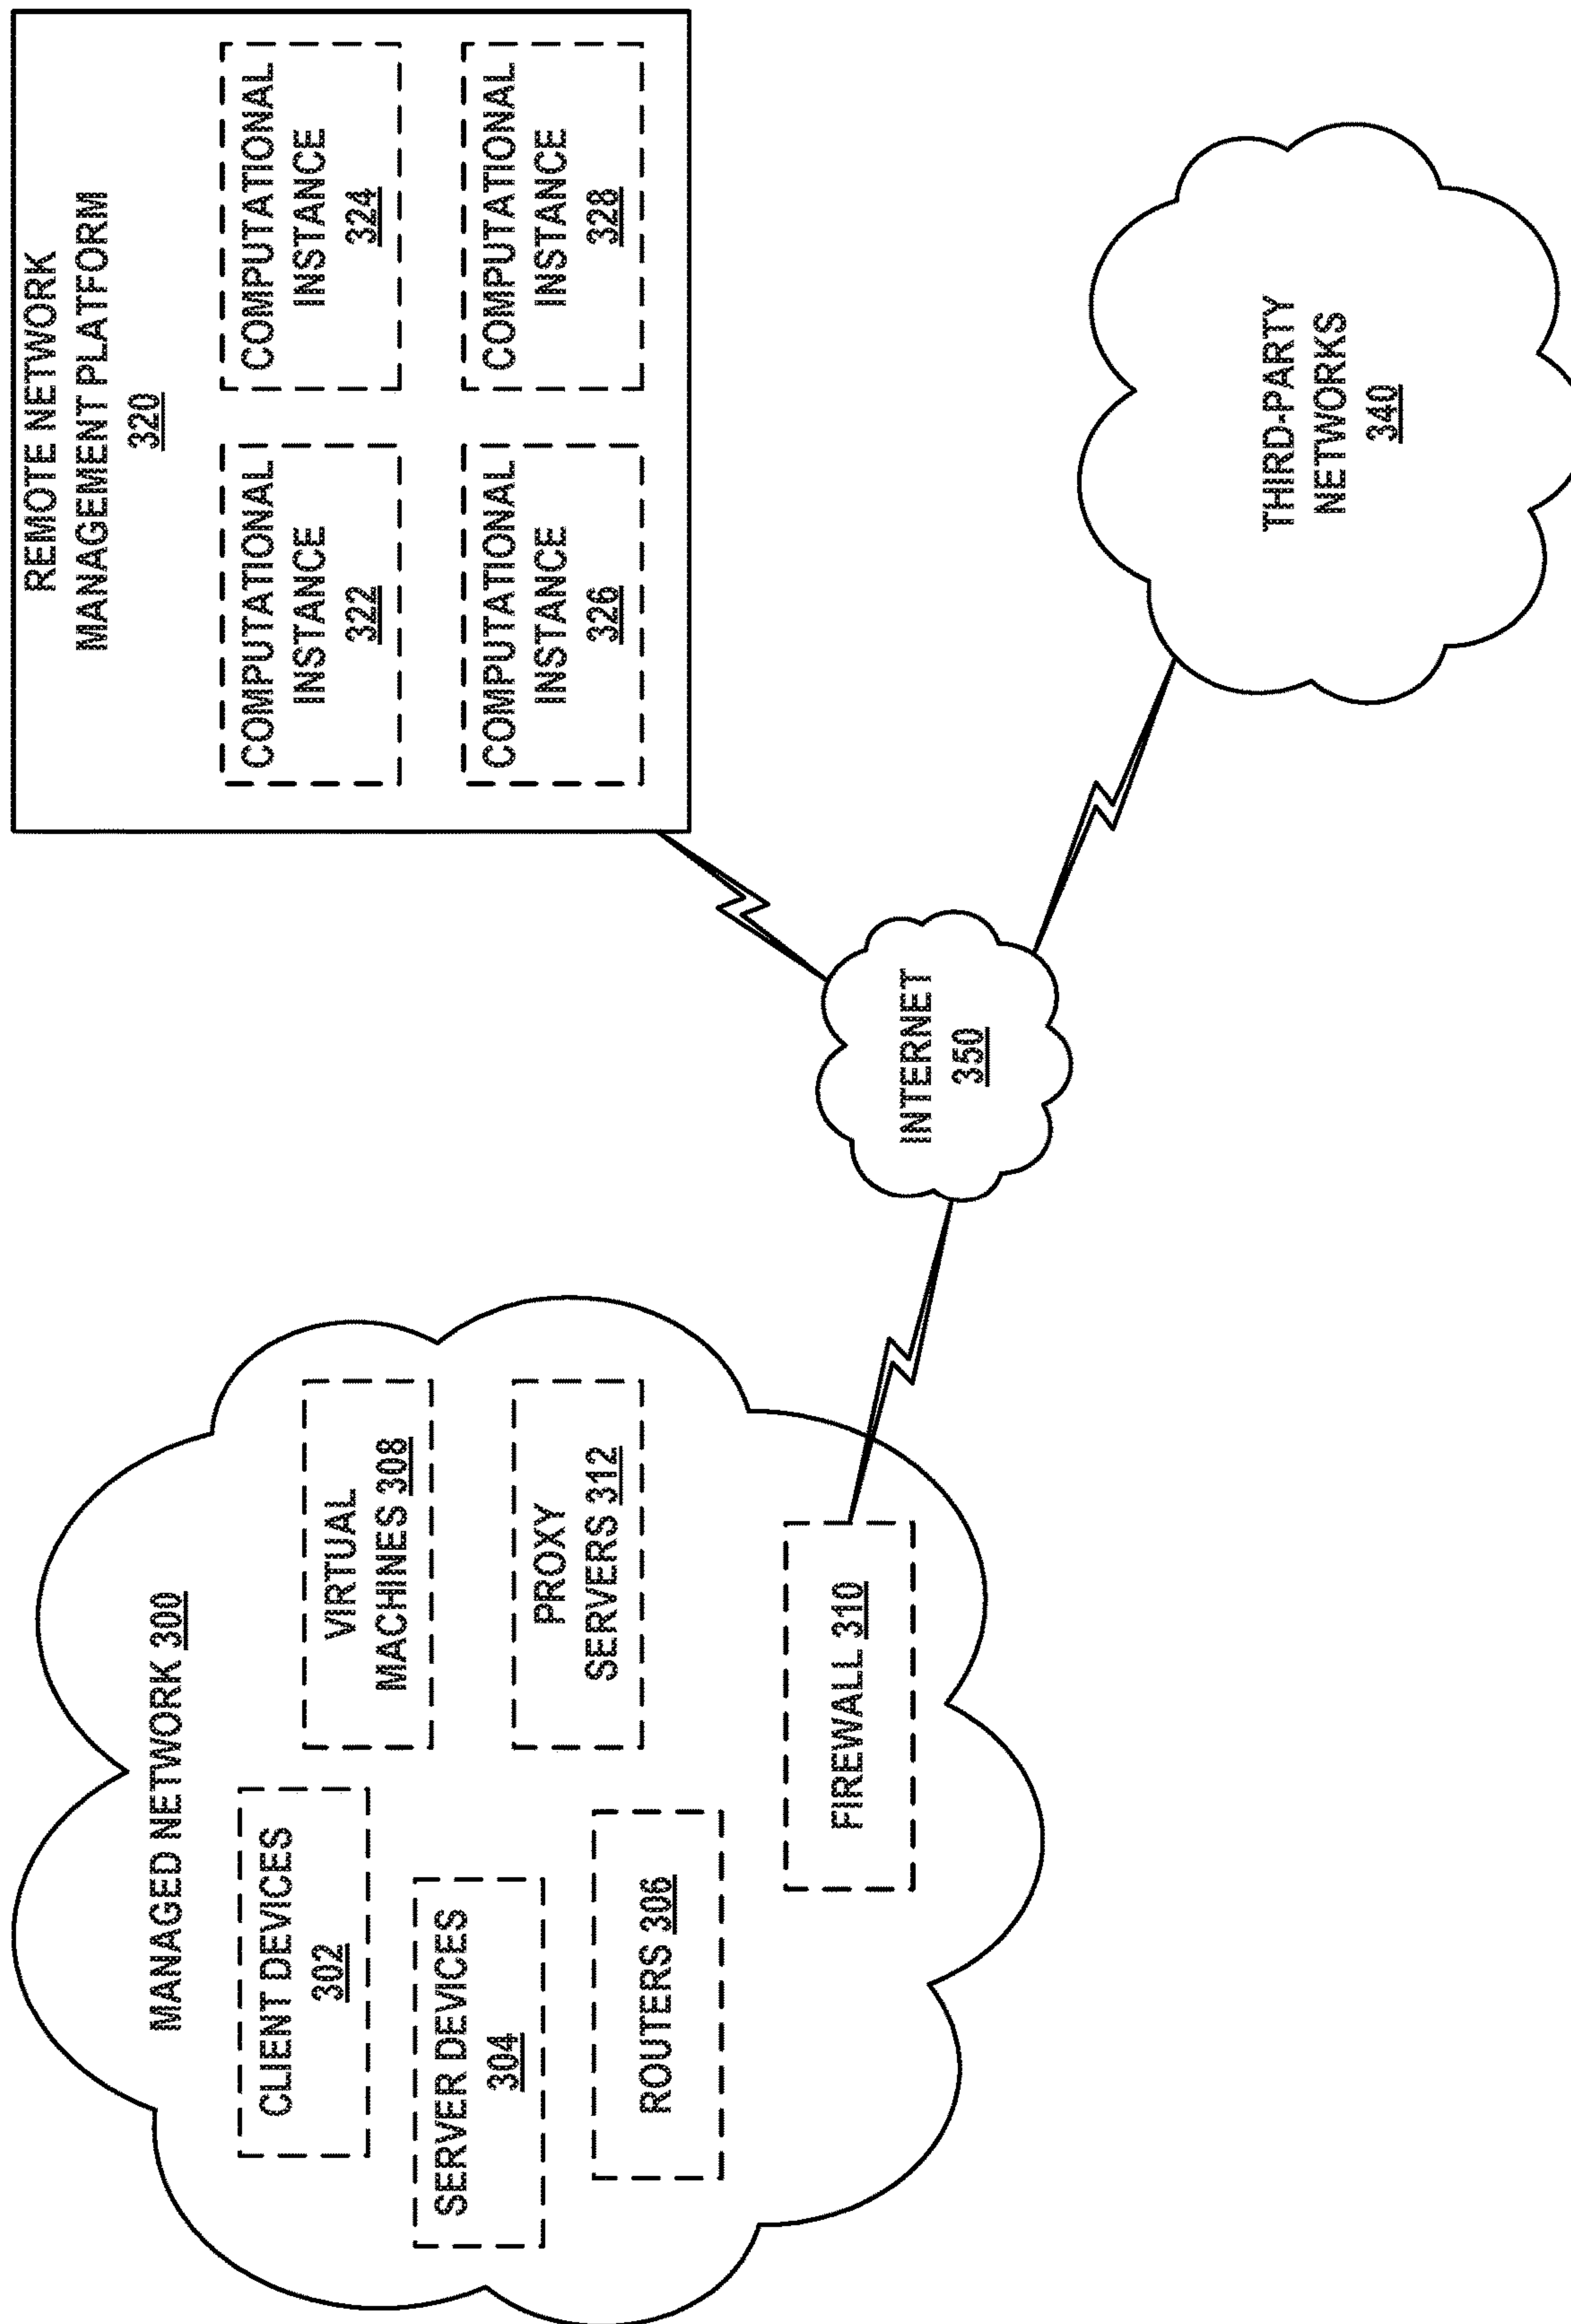 MANAGED NETWORK 300
CLIENT DEVICES
302
SERVER DEVICES
304
ROUTERS 306
VIRTUAL
MACHINES 308
PROXY
SERVERS 312
FIREWALL 310
INTERNET
350
REMOTE NETWORK
MANAGEMENT PLATFORM
320
COMPUTATIONAL
INSTANCE
322
COMPUTATIONAL
INSTANCE
324
COMPUTATIONAL
INSTANCE
326
COMPUTATIONAL
INSTANCE
328
THIRD-PARTY
NETWORKS
340